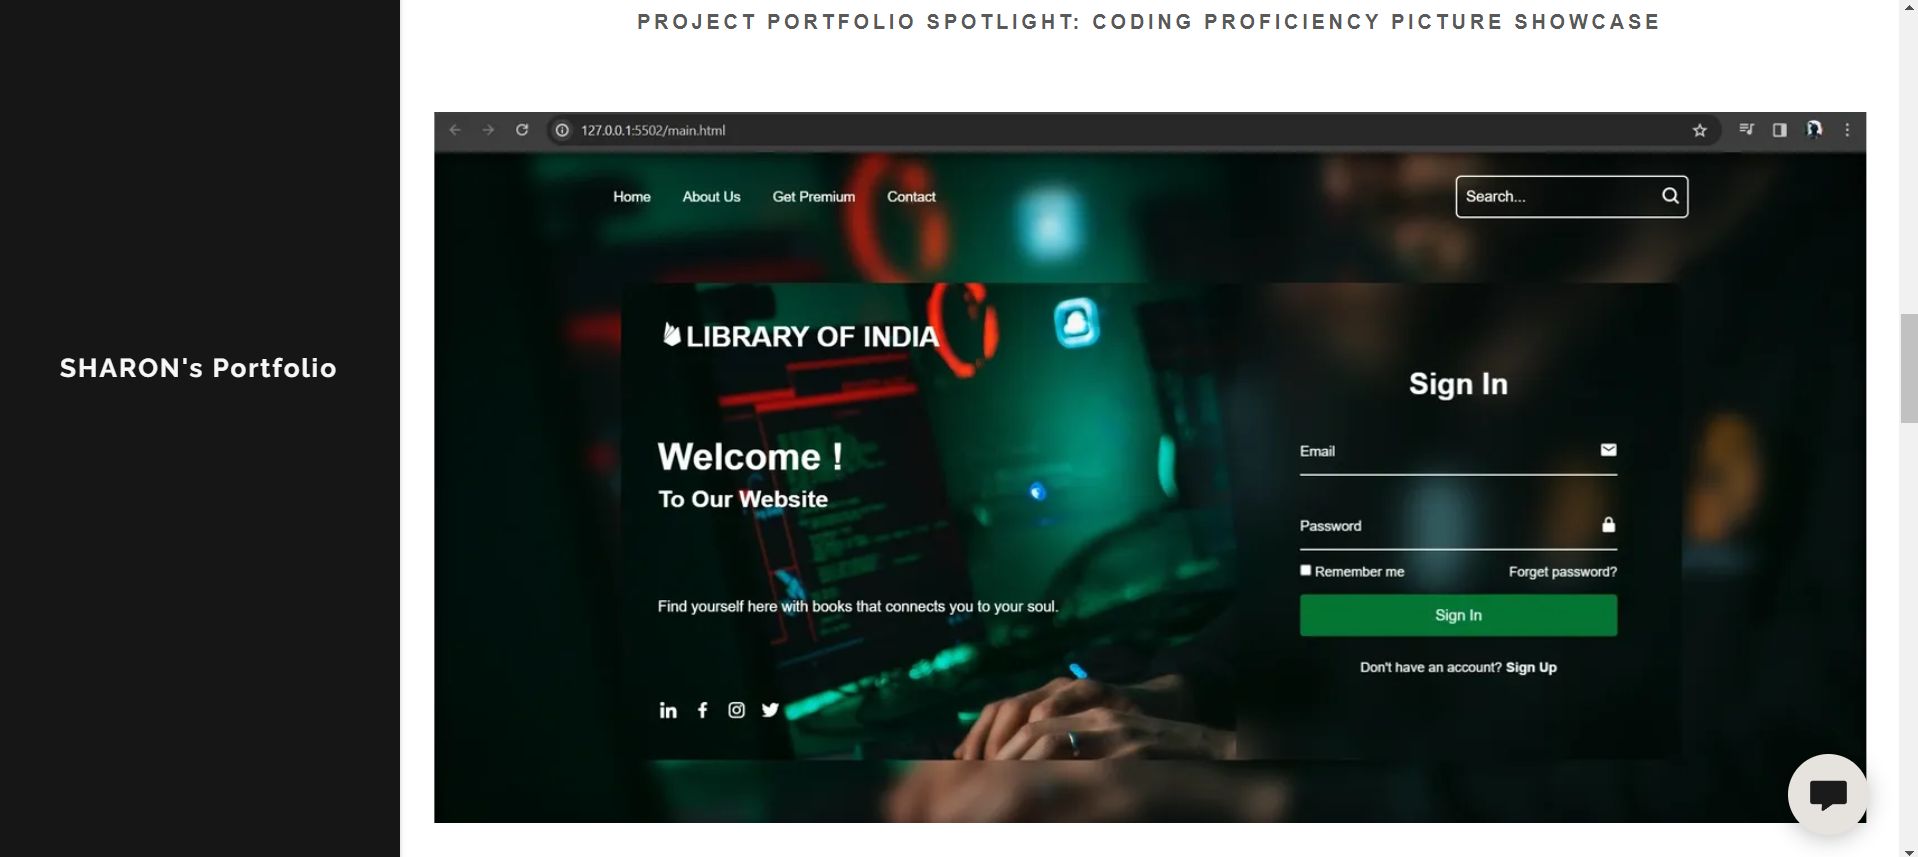 PROJECT PORTFOLIO SPOTLIGHT: CODING PROFICIENCY PICTURE SHOWCASE
SHARON's Portfolio
127.0.0.1:5502/main.html
Home About Us Get Premium Contact
Search...
LIBRARY OF INDIA
Welcome !
To Our Website
Find yourself here with books that connects you to your soul.
Sign In
Email
Password
Remember me Forget password?
Sign In
Don't have an account? Sign Up